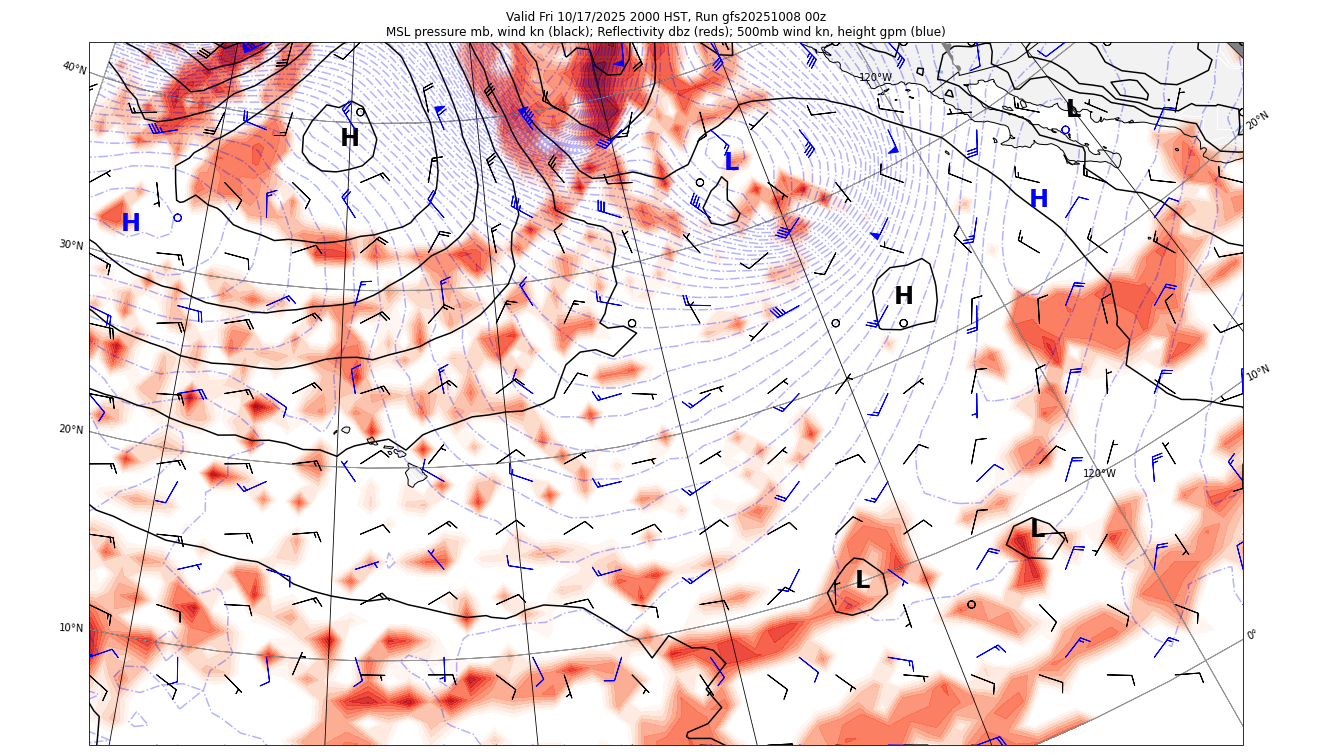 Valid Fri 10/17/2025 2000 HST, Run gfs20251008 00z
MSL pressure mb, wind kn (black); Reflectivity dbz (reds); 500mb wind kn, height gpm (blue)
40°N
120°W
L
20°N
H
L
H
H
30°N
H
10°N
20°N
120°W
L
L
10°N
0°